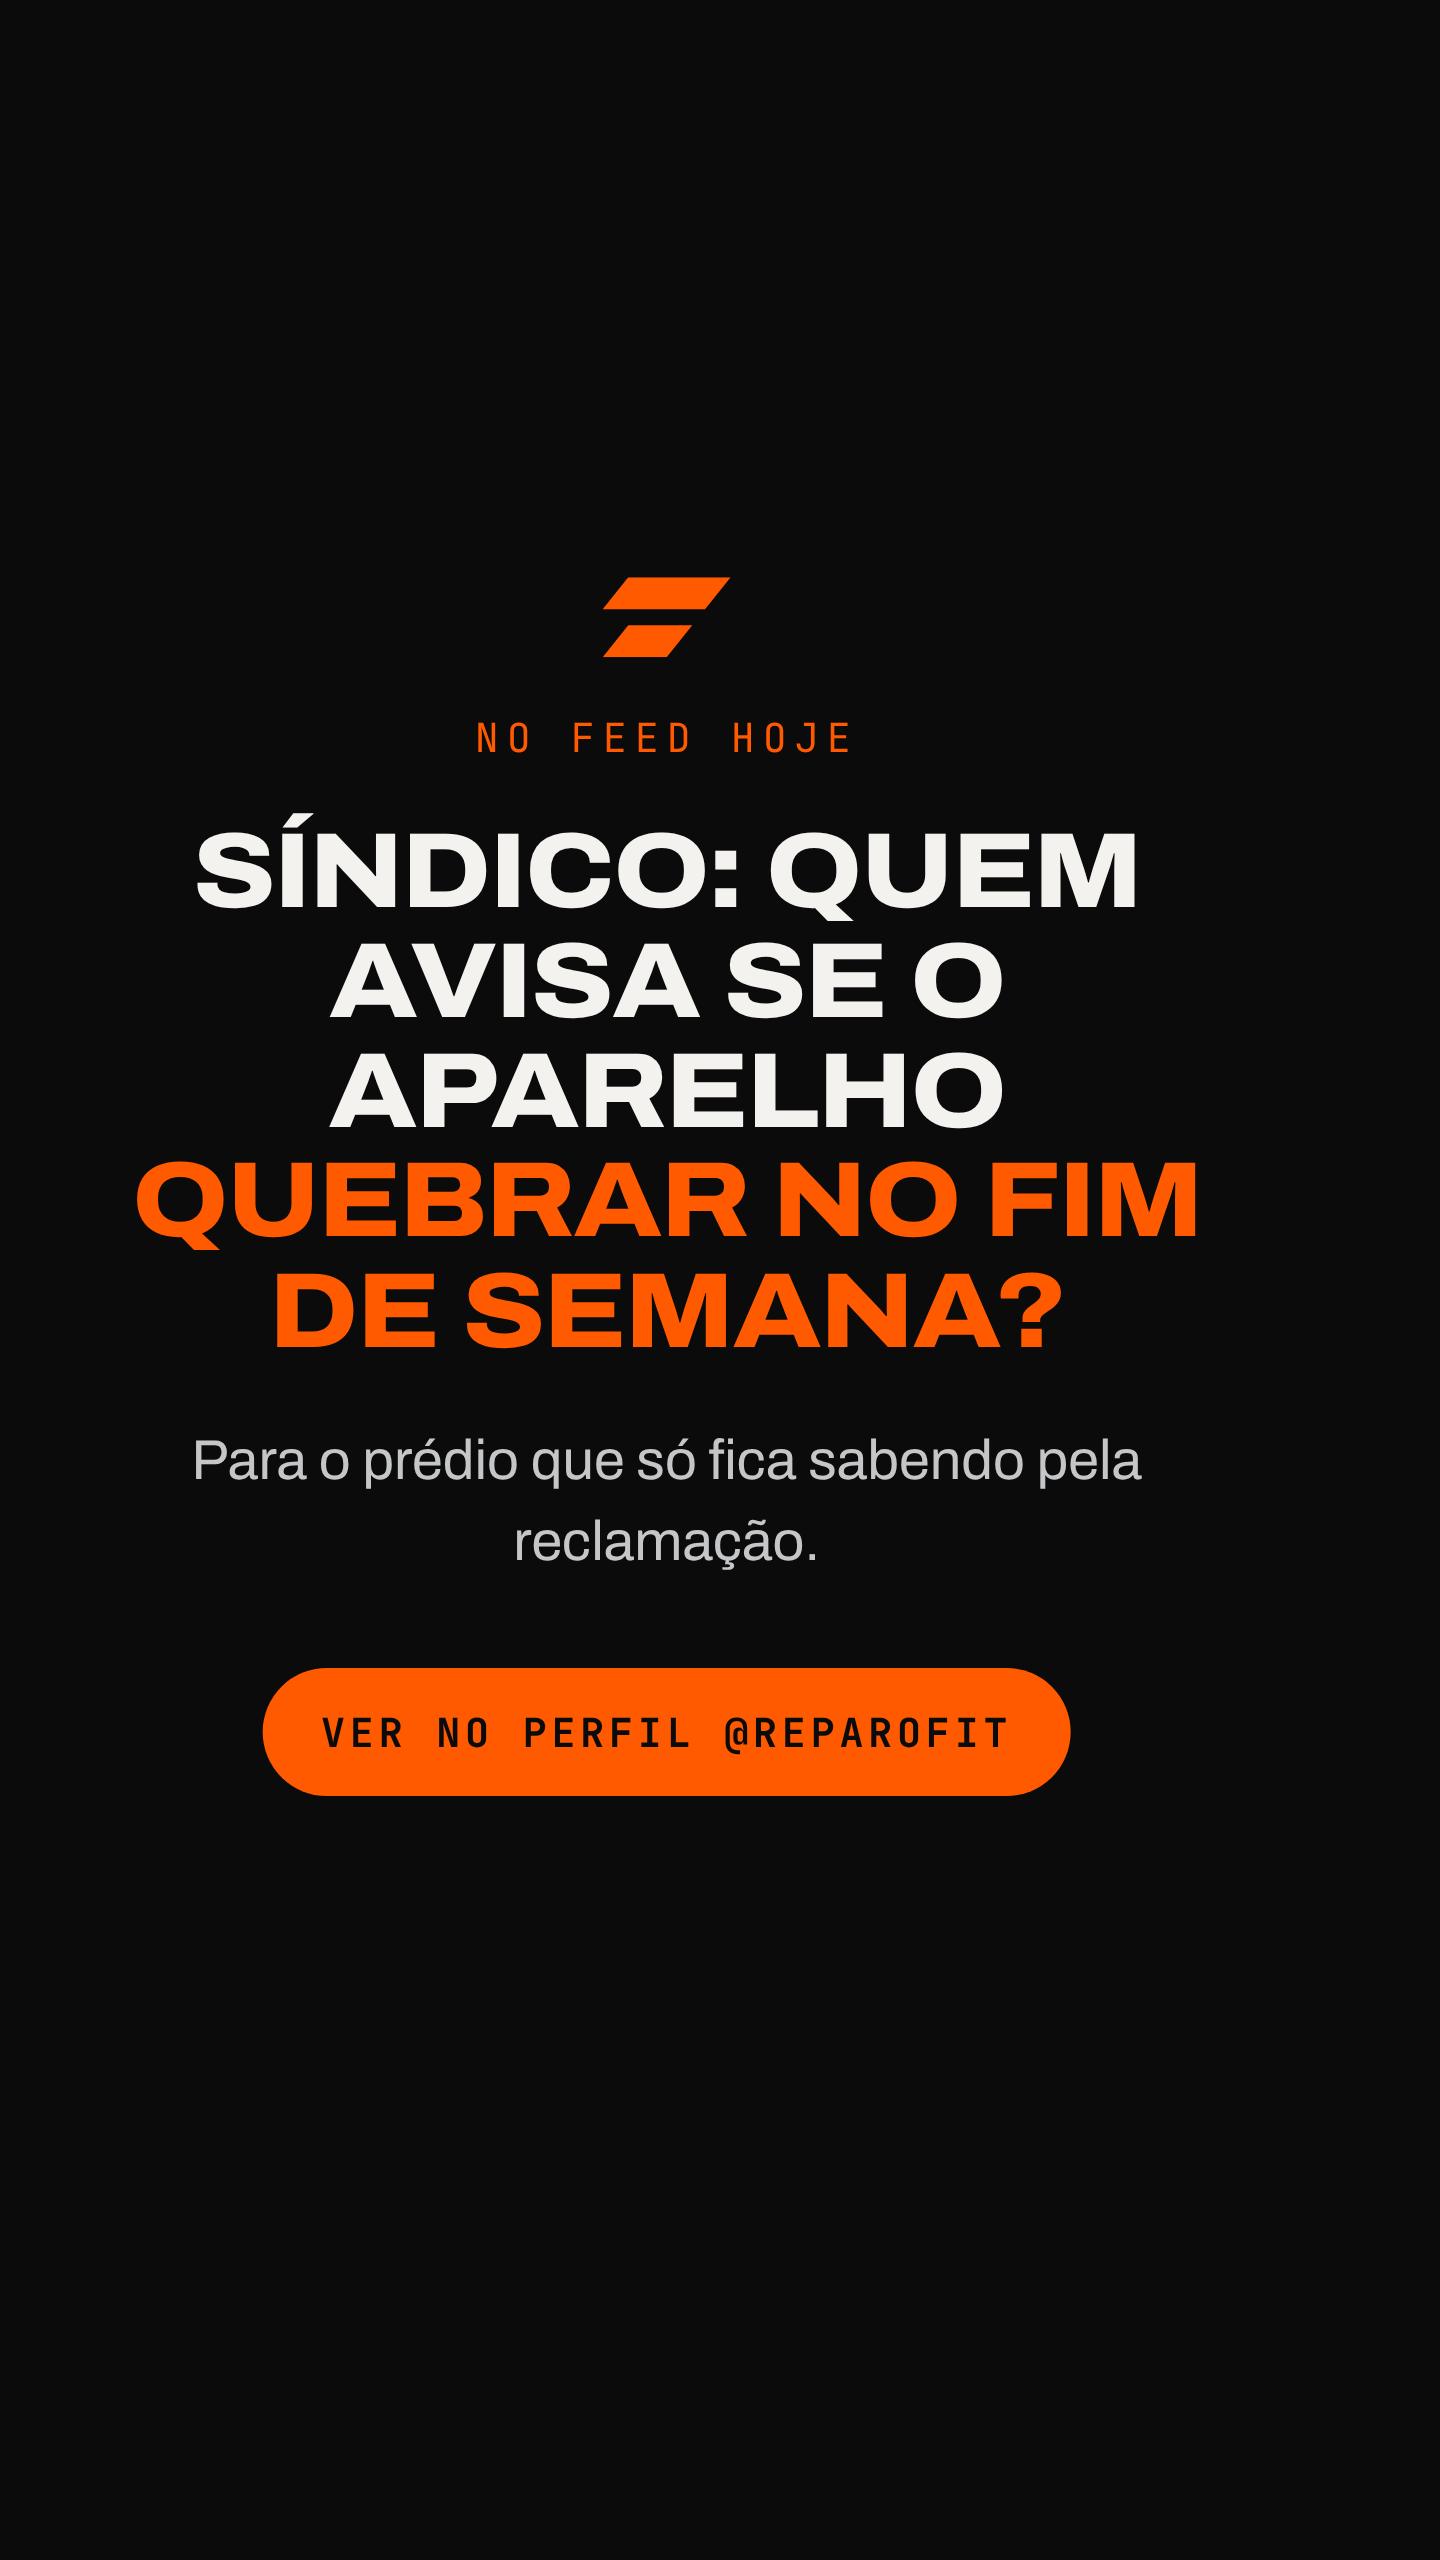 NO FEED HOJE
SÍNDICO: QUEM
AVISA SE O
APARELHO
QUEBRAR NO FIM
DE SEMANA?
Para o prédio que só fica sabendo pela
reclamação.
VER NO PERFIL @REPAROFIT